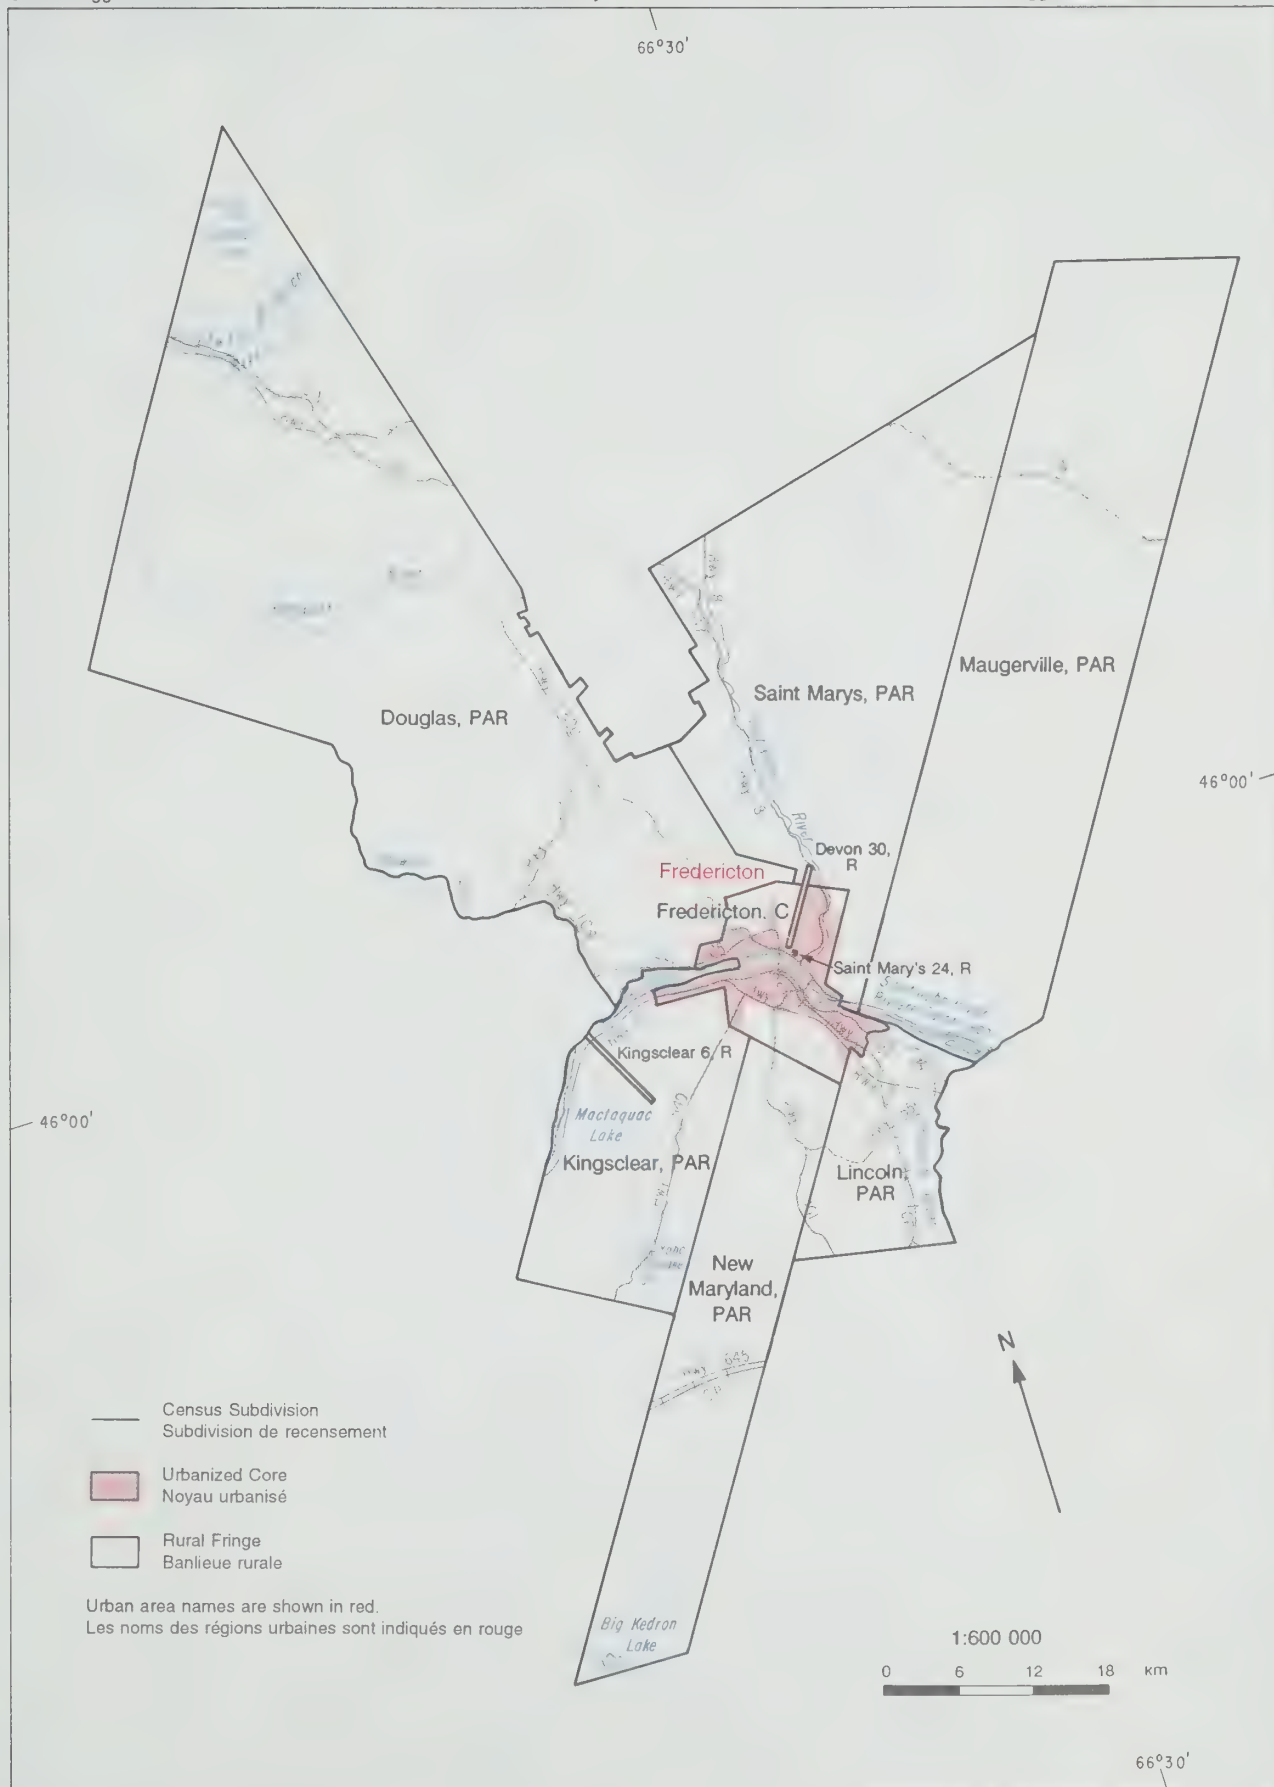 66°30'
Maugerville, PAR
Saint Marys, PAR
Douglas, PAR
46°00'
River
Devon 30,
R
Fredericton
Fredericton. C
Saint Mary's 24, R
Kingsclear 6, R
Mactaquac
Lake
46°00'
Kingsclear, PAR
Lincoln,
PAR
New
Maryland,
PAR
N
645
Census Subdivision
Subdivision de recensement
Urbanized Core
Noyau urbanisé
Rural Fringe
Banlieue rurale
Urban area names are shown in red.
Les noms des régions urbaines sont indiqués en rouge
Big Kedron
Lake
1:600 000
0 6 12 18 km
66°30'